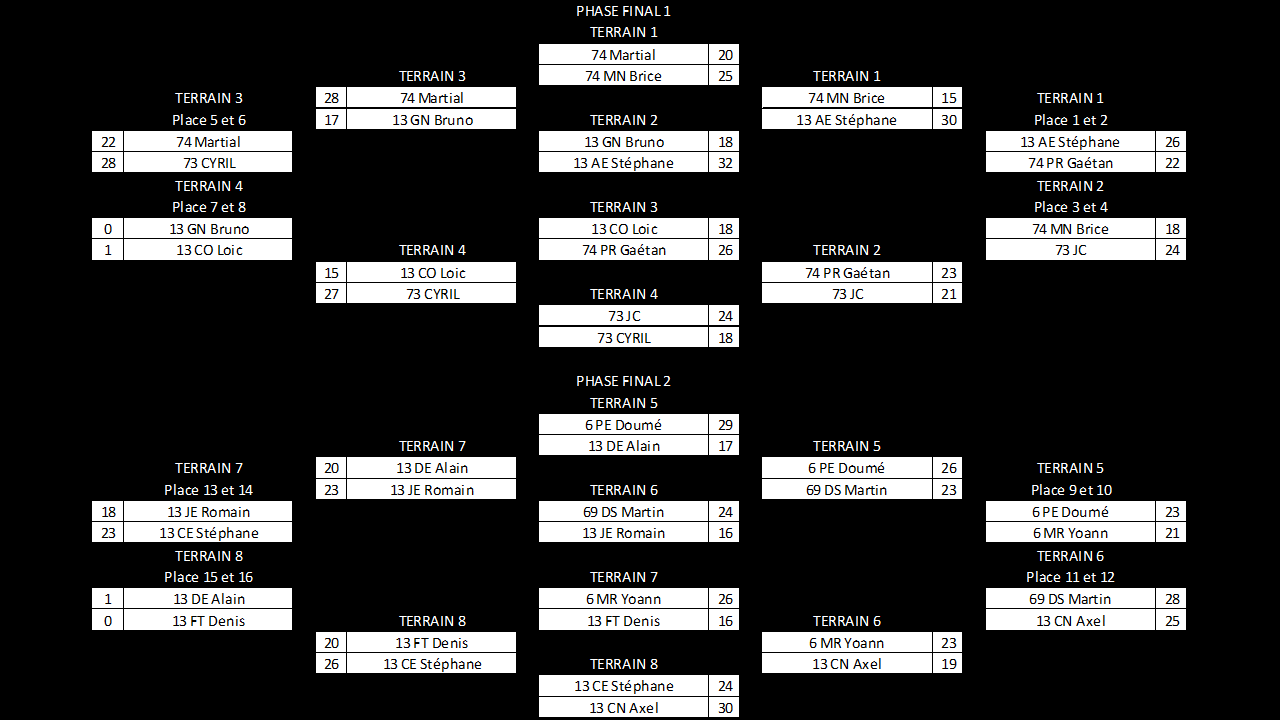 PHASE FINAL 1
TERRAIN 1
74 Martial 20
74 MN Brice 25
TERRAIN 2
13 GN Bruno 18
13 AE Stéphane 32
TERRAIN 3
13 CO Loic 18
74 PR Gaétan 26
TERRAIN 4
73 JC 24
73 CYRIL 18
TERRAIN 3
28 74 Martial
17 13 GN Bruno
TERRAIN 4
15 13 CO Loic
27 73 CYRIL
TERRAIN 3
Place 5 et 6
22 74 Martial
28 73 CYRIL
TERRAIN 4
Place 7 et 8
0 13 GN Bruno
1 13 CO Loic
TERRAIN 1
74 MN Brice 15
13 AE Stéphane 30
TERRAIN 2
74 PR Gaétan 23
73 JC 21
TERRAIN 1
Place 1 et 2
13 AE Stéphane 26
74 PR Gaétan 22
TERRAIN 2
Place 3 et 4
74 MN Brice 18
73 JC 24
PHASE FINAL 2
TERRAIN 5
6 PE Doumé 29
13 DE Alain 17
TERRAIN 6
69 DS Martin 24
13 JE Romain 16
TERRAIN 7
6 MR Yoann 26
13 FT Denis 16
TERRAIN 8
13 CE Stéphane 24
13 CN Axel 30
TERRAIN 7
20 13 DE Alain
23 13 JE Romain
TERRAIN 8
20 13 FT Denis
26 13 CE Stéphane
TERRAIN 7
Place 13 et 14
18 13 JE Romain
23 13 CE Stéphane
TERRAIN 8
Place 15 et 16
1 13 DE Alain
0 13 FT Denis
TERRAIN 5
6 PE Doumé 26
69 DS Martin 23
TERRAIN 6
6 MR Yoann 23
13 CN Axel 19
TERRAIN 5
Place 9 et 10
6 PE Doumé 23
6 MR Yoann 21
TERRAIN 6
Place 11 et 12
69 DS Martin 28
13 CN Axel 25